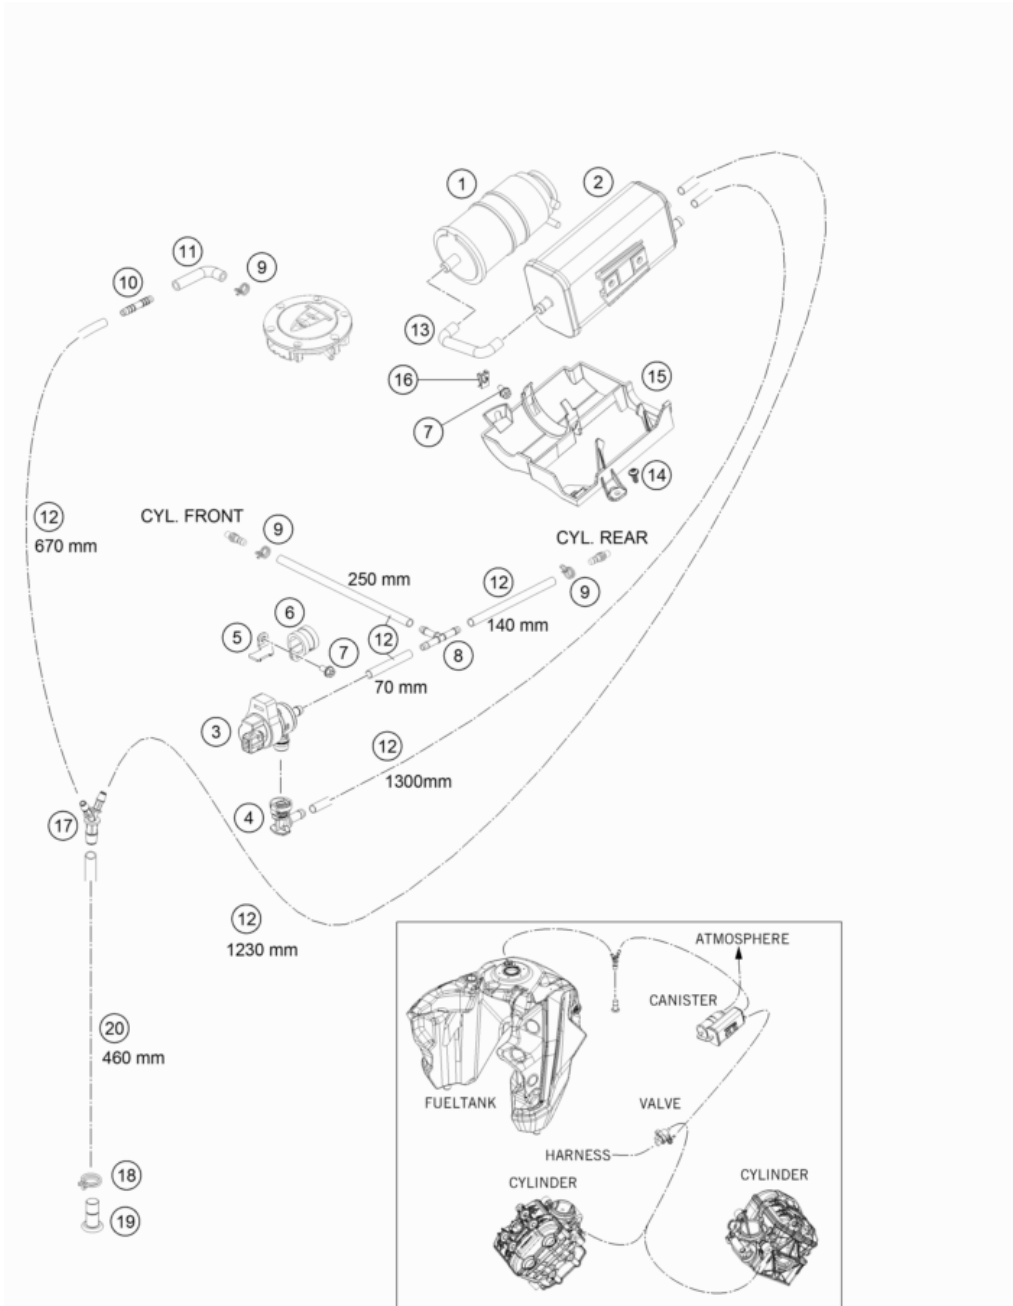 1
2
11
9
10
13
16
15
7
14
12
670 mm
CYL. FRONT
9
CYL. REAR
250 mm
12
9
6
140 mm
5
12
7
8
70 mm
3
12
1300mm
4
17
12
1230 mm
ATMOSPHERE
CANISTER
20
460 mm
FUELTANK
VALVE
HARNESS
CYLINDER
CYLINDER
18
19